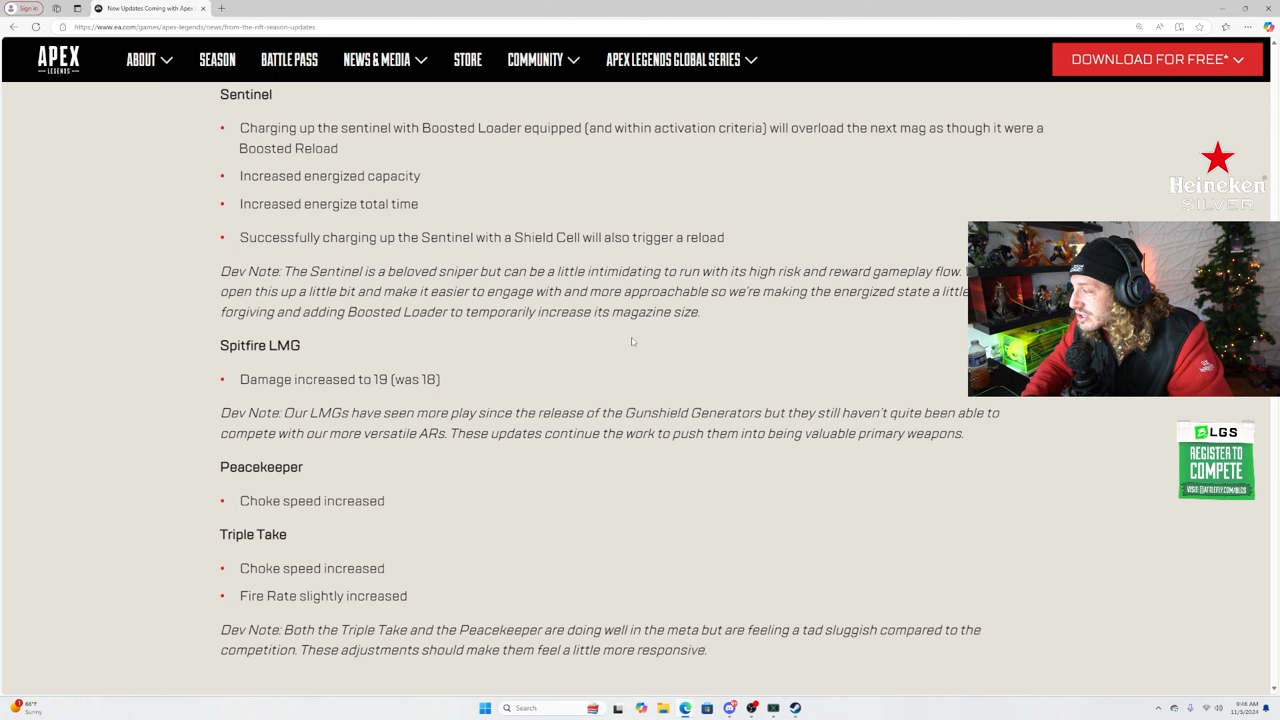 Sign in
New Updates Coming with Apex
https://www.ea.com/games/apex-legends/news/from-the-rift-season-updates
APEX
LEGENDS
ABOUT
SEASON
BATTLE PASS
NEWS & MEDIA
STORE
COMMUNITY
APEX LEGENDS GLOBAL SERIES
DOWNLOAD FOR FREE*
Sentinel
• Charging up the sentinel with Boosted Loader equipped (and within activation criteria) will overload the next mag as though it were a
Boosted Reload
• Increased energized capacity
• Increased energize total time
• Successfully charging up the Sentinel with a Shield Cell will also trigger a reload
Dev Note: The Sentinel is a beloved sniper but can be a little intimidating to run with its high risk and reward gameplay flow.
open this up a little bit and make it easier to engage with and more approachable so we're making the energized state a little
forgiving and adding Boosted Loader to temporarily increase its magazine size.
Spitfire LMG
• Damage increased to 19 (was 18)
Dev Note: Our LMGs have seen more play since the release of the Gunshield Generators but they still haven't quite been able to
compete with our more versatile ARs. These updates continue the work to push them into being valuable primary weapons.
Peacekeeper
• Choke speed increased
Triple Take
• Choke speed increased
• Fire Rate slightly increased
Dev Note: Both the Triple Take and the Peacekeeper are doing well in the meta but are feeling a tad sluggish compared to the
competition. These adjustments should make them feel a little more responsive.
Heineken
SILVER
LGS
REGISTER TO
COMPETE
1
66°F
Sunny
Search
9:46 AM
11/5/2024